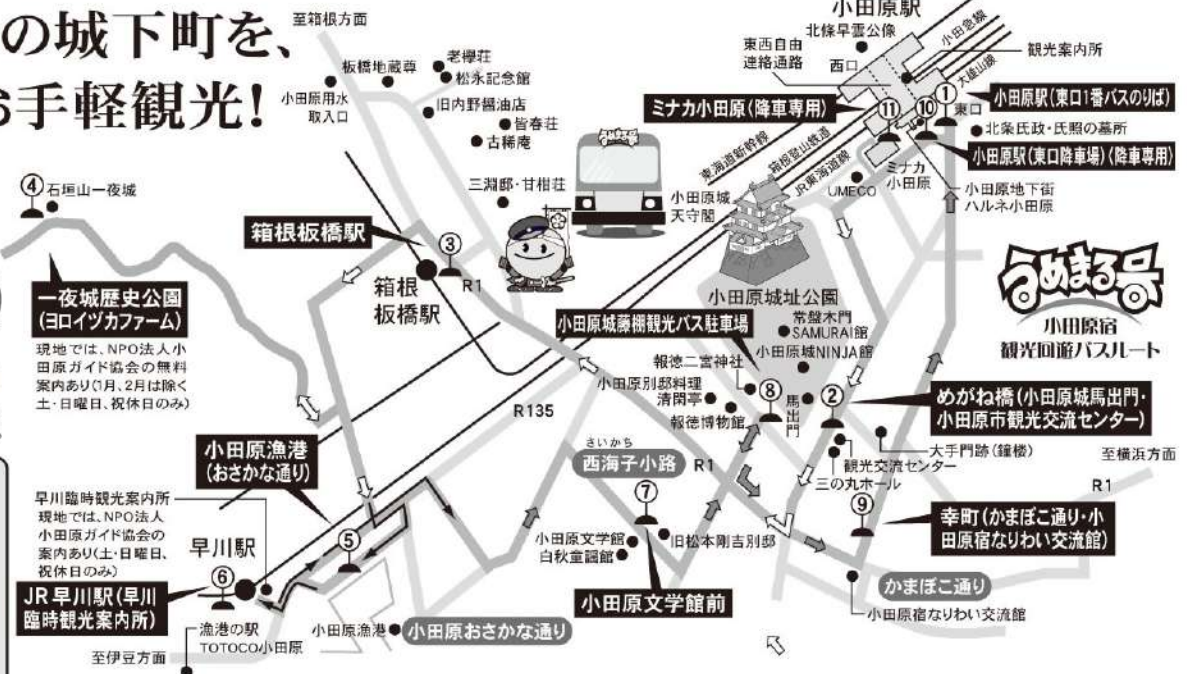 の城下町を、
お手軽観光!
至箱根方面
小田原駅
北條早雲公像
小田急線
東西自由
連絡通路
西口
観光案内所
大雄山線
老欅荘
板橋地蔵尊
松永記念館
小田原用水
取入口
旧内野醤油店
皆春荘
古稀庵
うめまる号
ミナカ小田原(降車専用)
⑪
⑩
①
東口
小田原駅(東口1番バスのりば)
北条氏政・氏照の墓所
小田原駅(東口降車場)(降車専用)
東海道新幹線
箱根登山鉄道
JR東海道線
ミナカ
小田原
UMECO
小田原地下街
ハルネ小田原
④
石垣山一夜城
三淵邸・甘柑荘
小田原城
天守閣
箱根板橋駅
③
R1
箱根
板橋駅
一夜城歴史公園
(ヨロイヅカファーム)
現地では、NPO法人小
田原ガイド協会の無料
案内あり(1月、2月は除く
土・日曜日、祝休日のみ)
うめまる号
小田原宿
観光回遊バスルート
小田原城址公園
小田原城藤棚観光バス駐車場
常盤木門
SAMURAI館
小田原城NINJA館
報徳二宮神社
小田原別邸料理
清閑亭
⑧
馬出門
②
めがね橋(小田原城馬出門・
小田原市観光交流センター)
報徳博物館
R135
大手門跡(鐘楼)
至横浜方面
観光交流センター
三の丸ホール
R1
小田原漁港
(おさかな通り)
さいかち
西海子小路
R1
⑦
⑨
幸町(かまぼこ通り・小
田原宿なりわい交流館)
早川臨時観光案内所
現地では、NPO法人
小田原ガイド協会の
案内あり(土・日曜日、
祝休日のみ)
早川駅
⑤
⑥
小田原文学館
白秋童謡館
旧松本剛吉別邸
かまぼこ通り
JR早川駅(早川
臨時観光案内所)
小田原文学館前
小田原宿なりわい交流館
漁港の駅
TOTOCO小田原
小田原漁港
小田原おさかな通り
至伊豆方面